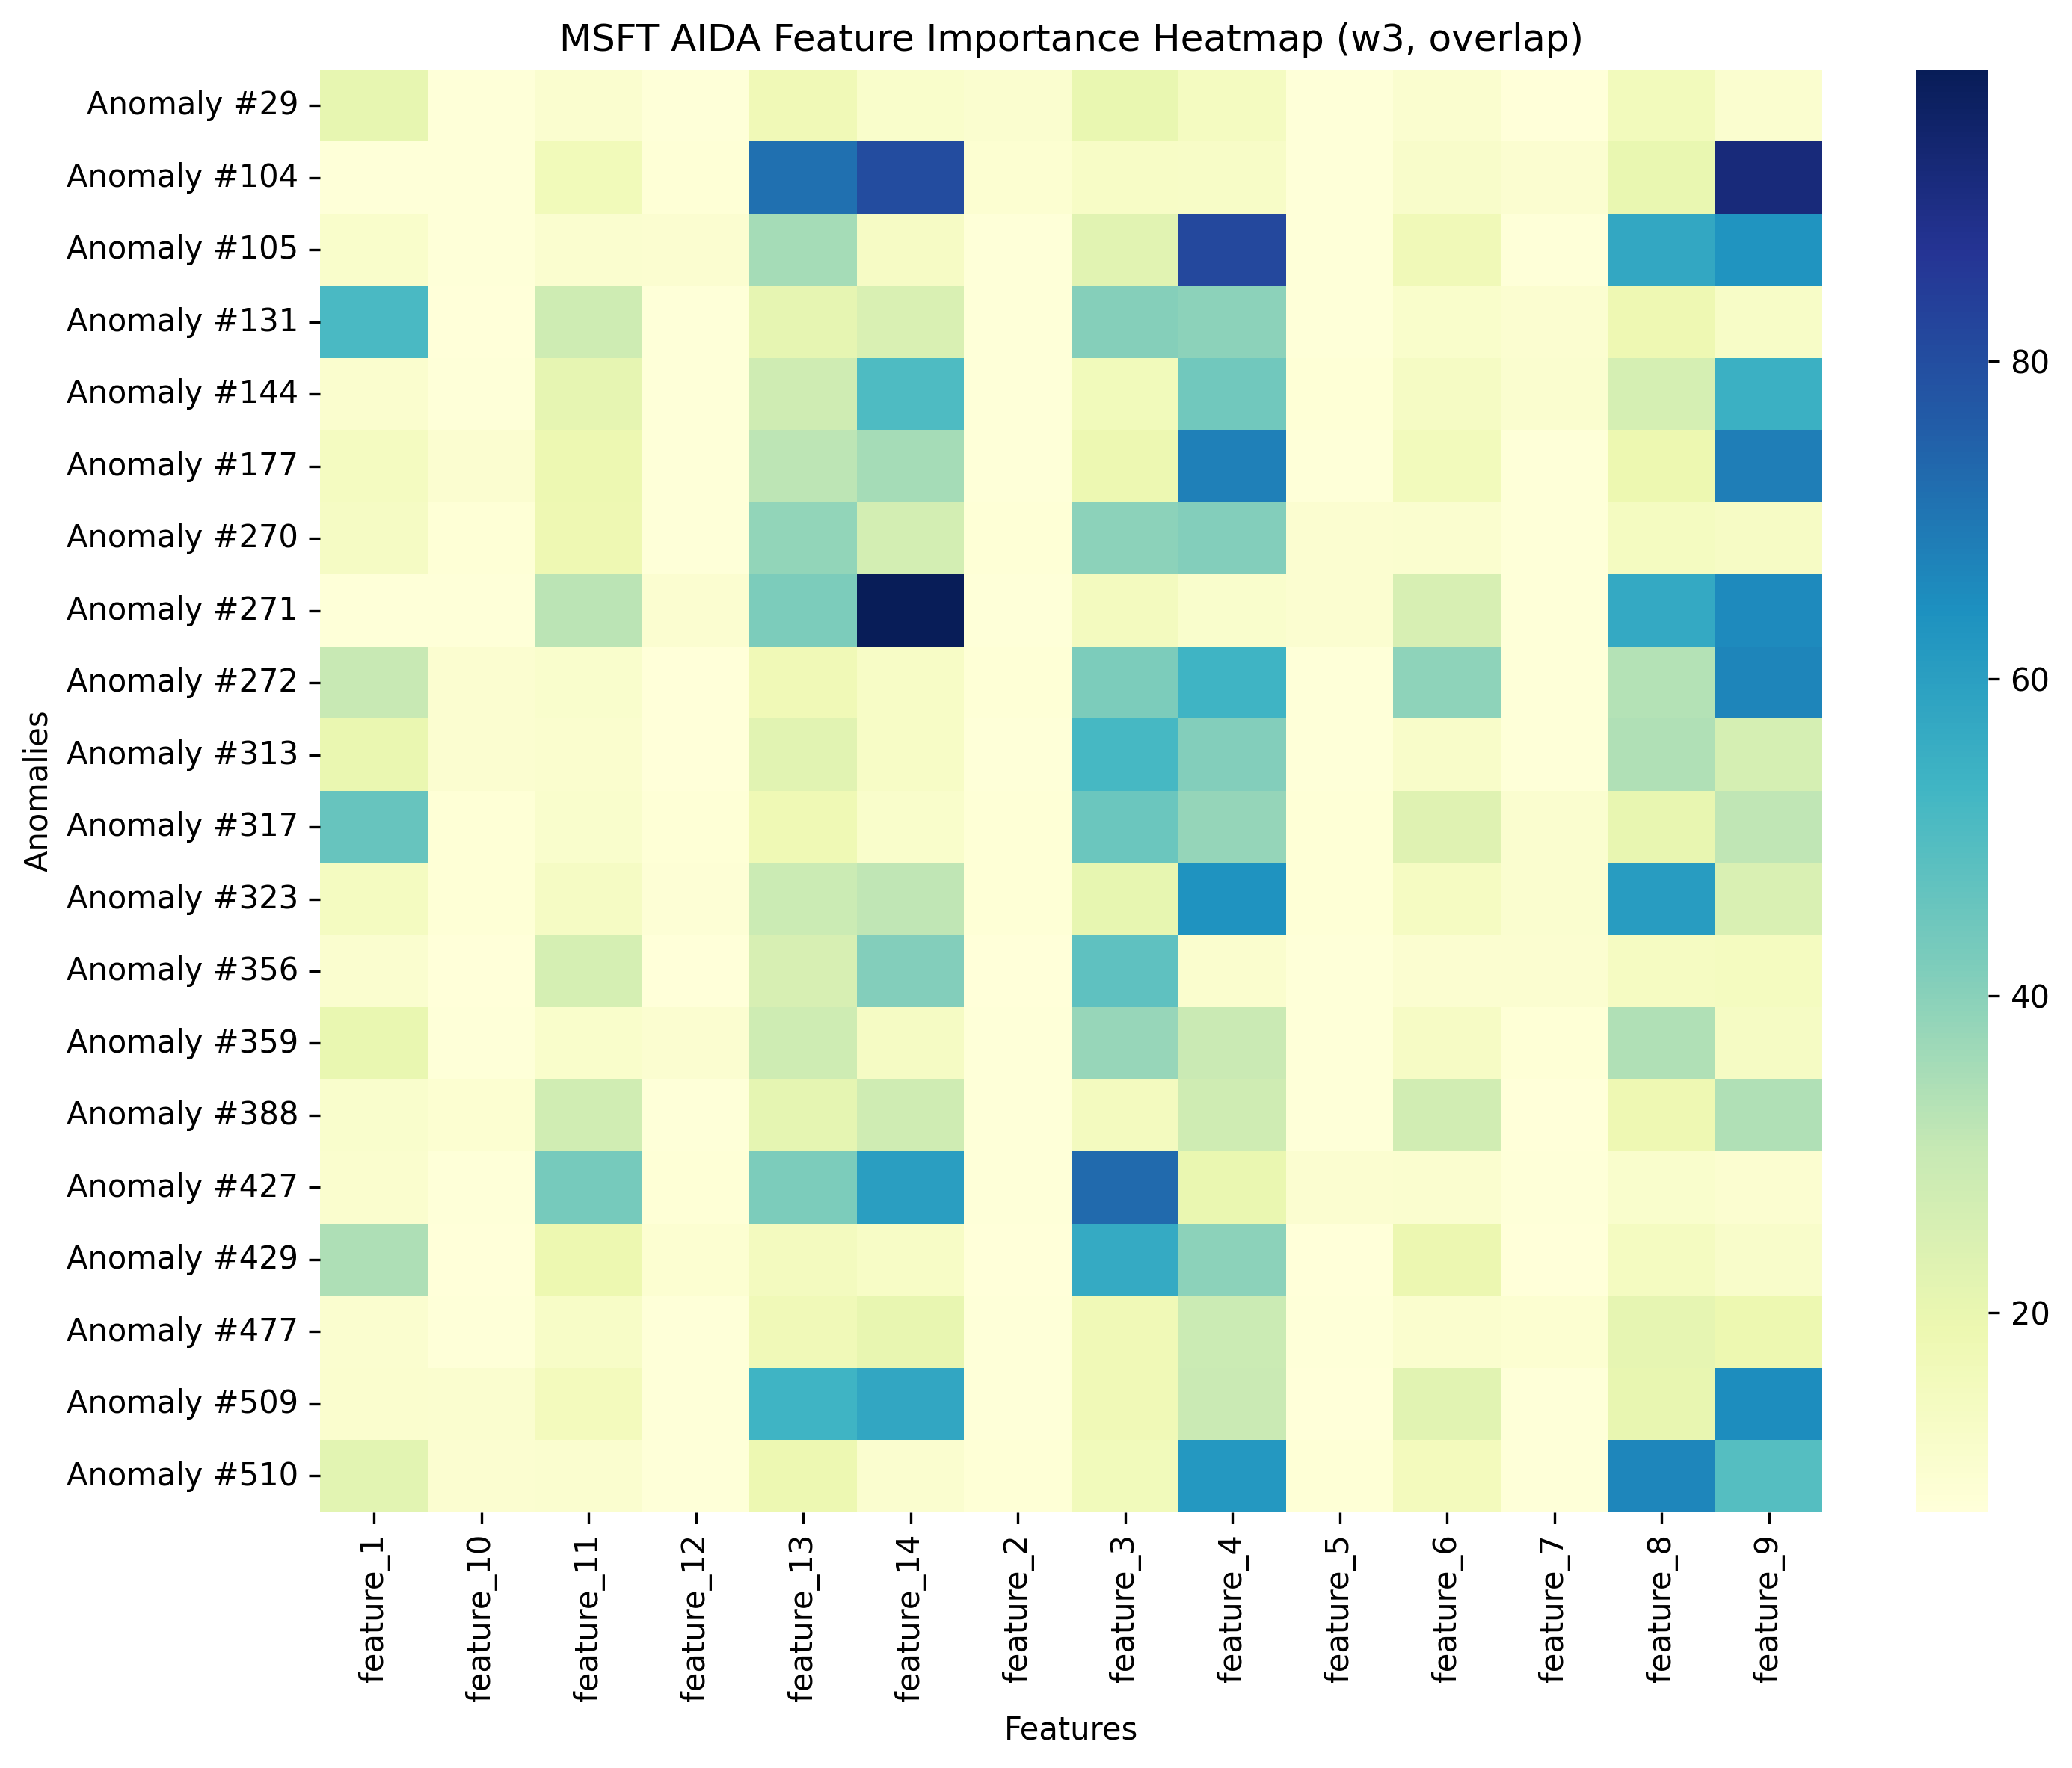 MSFT AIDA Feature Importance Heatmap (w3, overlap)
Anomalies
Anomaly #29
Anomaly #104
Anomaly #105
Anomaly #131
Anomaly #144
Anomaly #177
Anomaly #270
Anomaly #271
Anomaly #272
Anomaly #313
Anomaly #317
Anomaly #323
Anomaly #356
Anomaly #359
Anomaly #388
Anomaly #427
Anomaly #429
Anomaly #477
Anomaly #509
Anomaly #510
feature_1
feature_10
feature_11
feature_12
feature_13
feature_14
feature_2
feature_3
feature_4
feature_5
feature_6
feature_7
feature_8
feature_9
Features
80
60
40
20